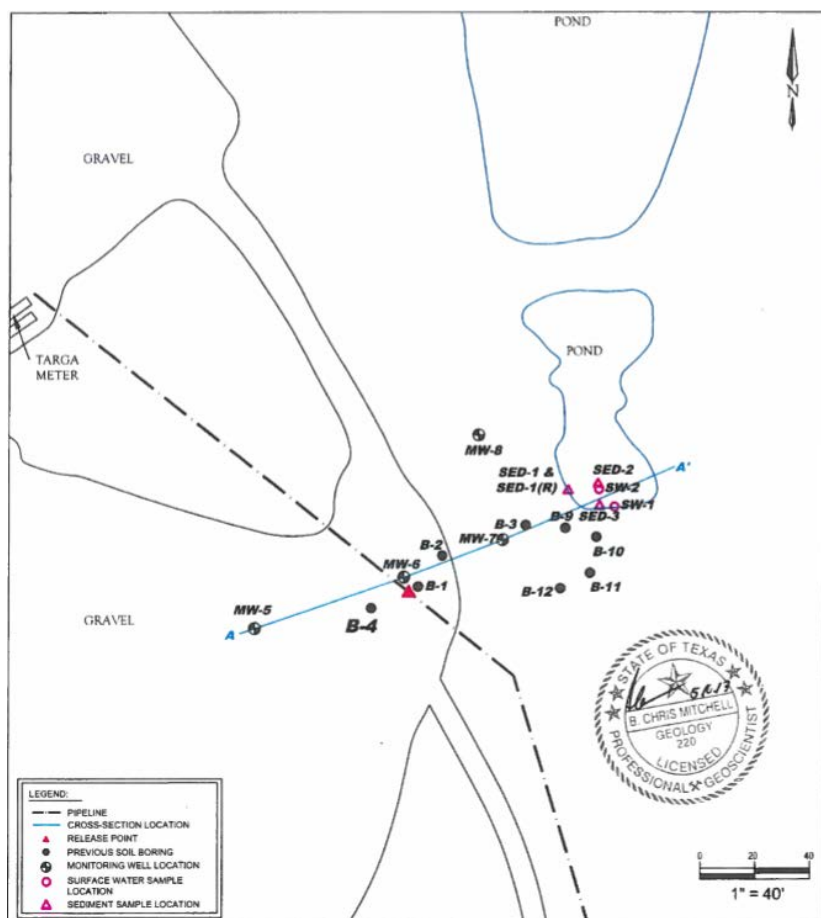 POND
N
GRAVEL
TARGA
METER
POND
MW-8
SED-1 &
SED-1(R)
SED-2
SW-2
A'
SW-1
SED-3
B-9
B-3
MW-7
B-10
B-2
MW-6
B-1
B-11
B-12
MW-5
A
B-4
GRAVEL
STATE OF TEXAS
B. CHRIS MITCHELL
GEOLOGY
220
LICENSED
PROFESSIONAL GEOSCIENTIST
LEGEND:
PIPELINE
CROSS-SECTION LOCATION
RELEASE POINT
PREVIOUS SOIL BORING
MONITORING WELL LOCATION
SURFACE WATER SAMPLE
LOCATION
SEDIMENT SAMPLE LOCATION
0 20 40
1" = 40'